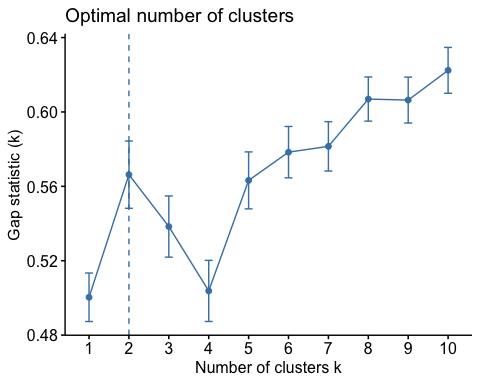 Optimal number of clusters
Gap statistic (k)
0.64
0.60
0.56
0.52
0.48
1 2 3 4 5 6 7 8 9 10
Number of clusters k